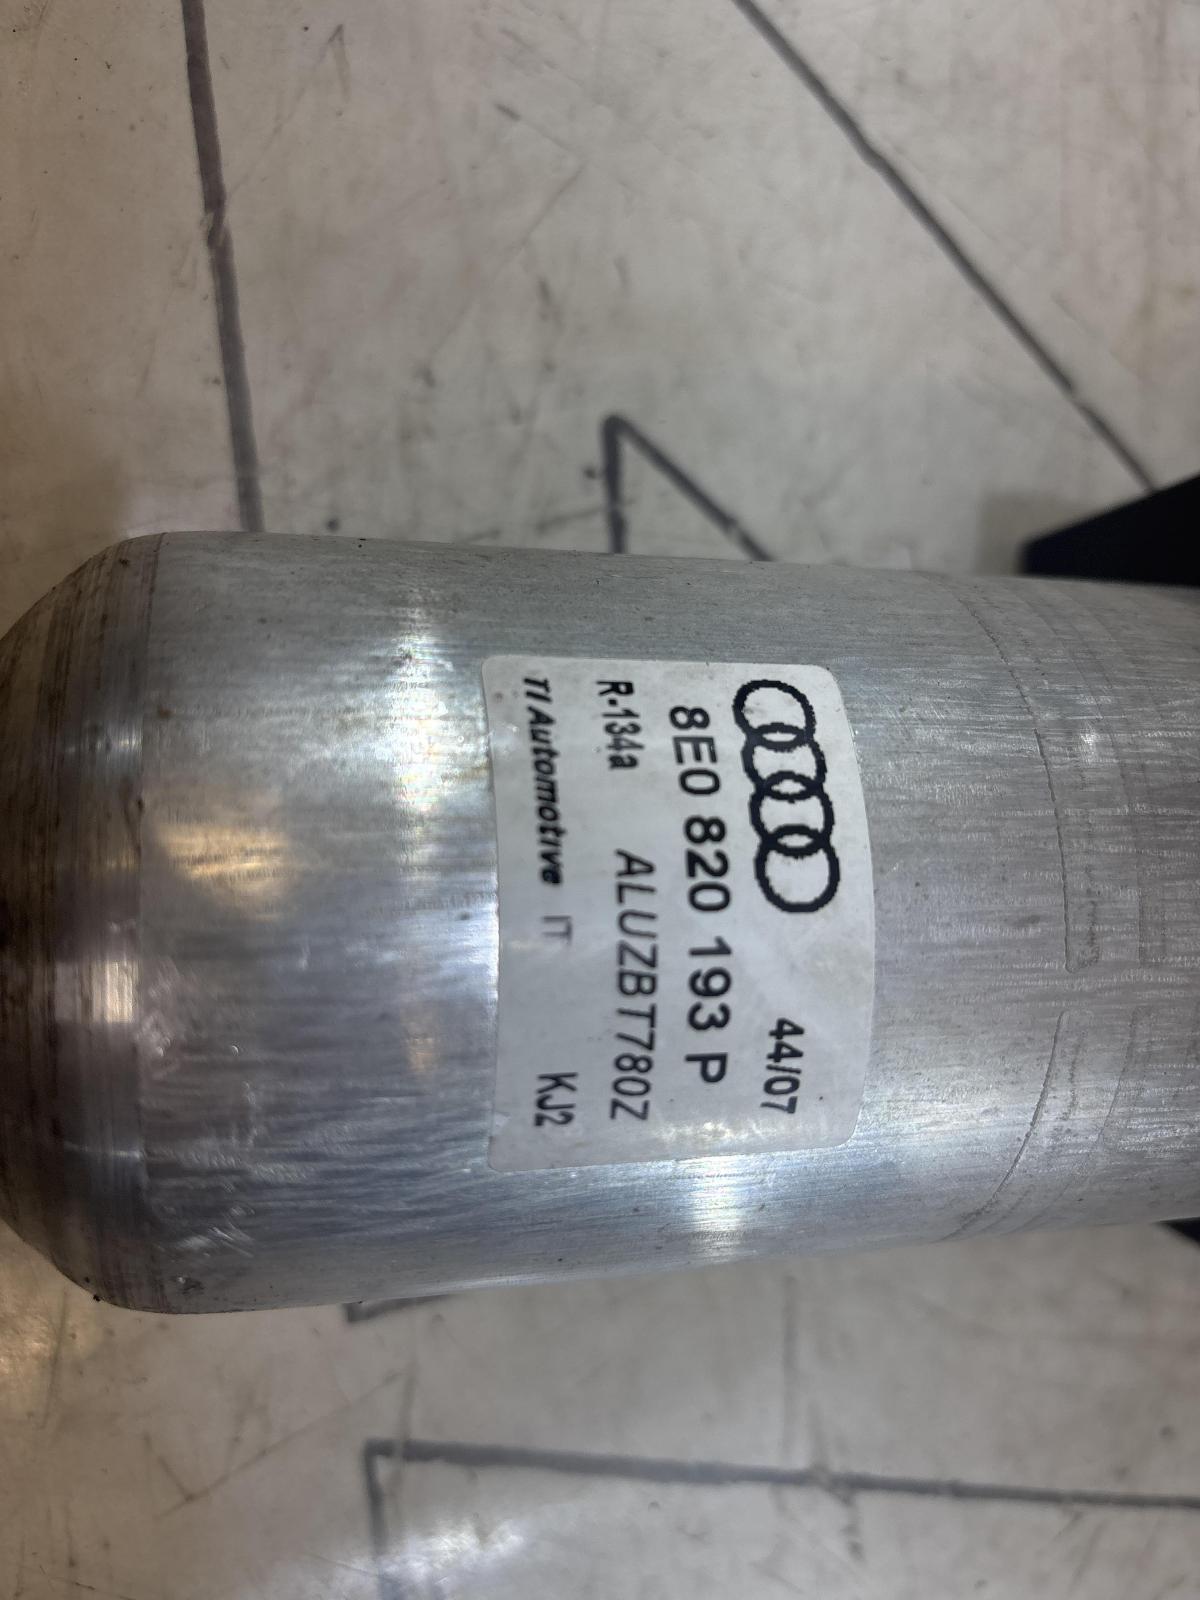 44/07
8E0 820 193 P
R-134a ALUZBT780Z
TI Automotive IT KJ2